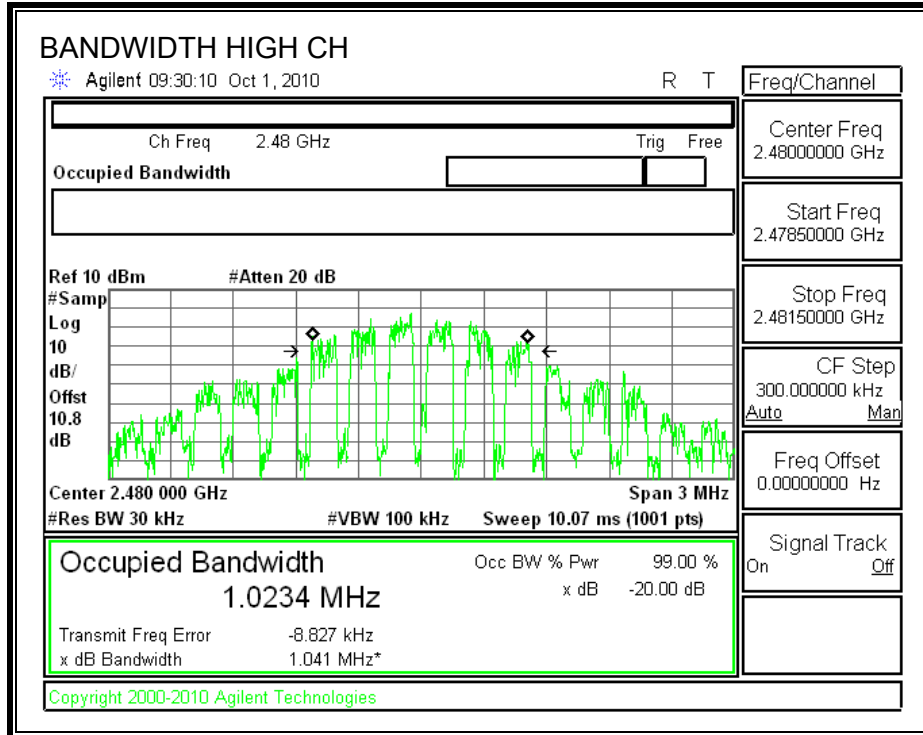 BANDWIDTH HIGH CH
Agilent 09:30:10 Oct 1, 2010 R T
Freq/Channel
Ch Freq 2.48 GHz Trig Free
Occupied Bandwidth
Center Freq
2.48000000 GHz
Start Freq
2.47850000 GHz
Stop Freq
2.48150000 GHz
CF Step
300.000000 kHz
Auto Man
Freq Offset
0.00000000 Hz
Signal Track
On Off
Ref 10 dBm #Atten 20 dB
#Samp
Log
10
dB/
Offst
10.8
dB
Center 2.480 000 GHz Span 3 MHz
#Res BW 30 kHz #VBW 100 kHz Sweep 10.07 ms (1001 pts)
Occupied Bandwidth Occ BW % Pwr 99.00 %
1.0234 MHz x dB -20.00 dB
Transmit Freq Error -8.827 kHz
x dB Bandwidth 1.041 MHz*
Copyright 2000-2010 Agilent Technologies